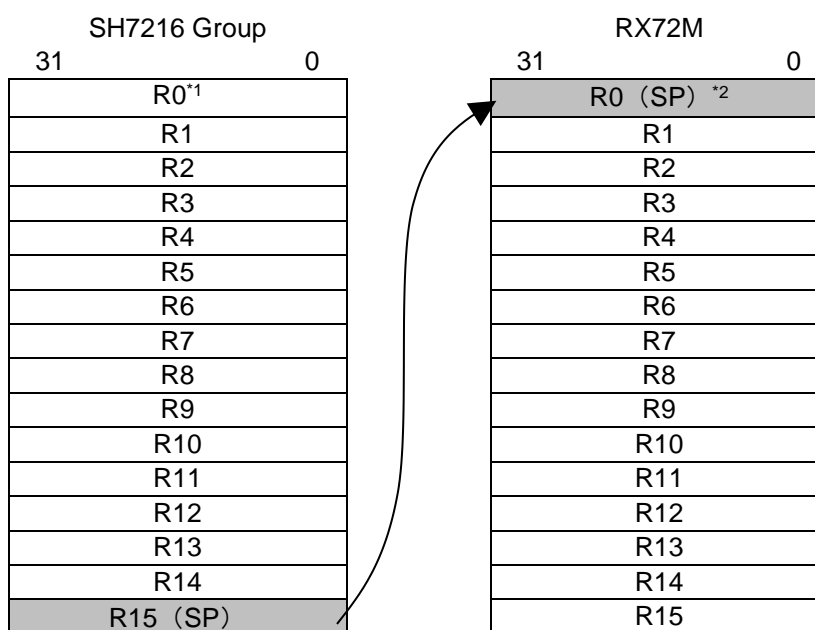 SH7216 Group
31 0
R0*1
R1
R2
R3
R4
R5
R6
R7
R8
R9
R10
R11
R12
R13
R14
R15（SP）
RX72M
31 0
R0（SP）*2
R1
R2
R3
R4
R5
R6
R7
R8
R9
R10
R11
R12
R13
R14
R15